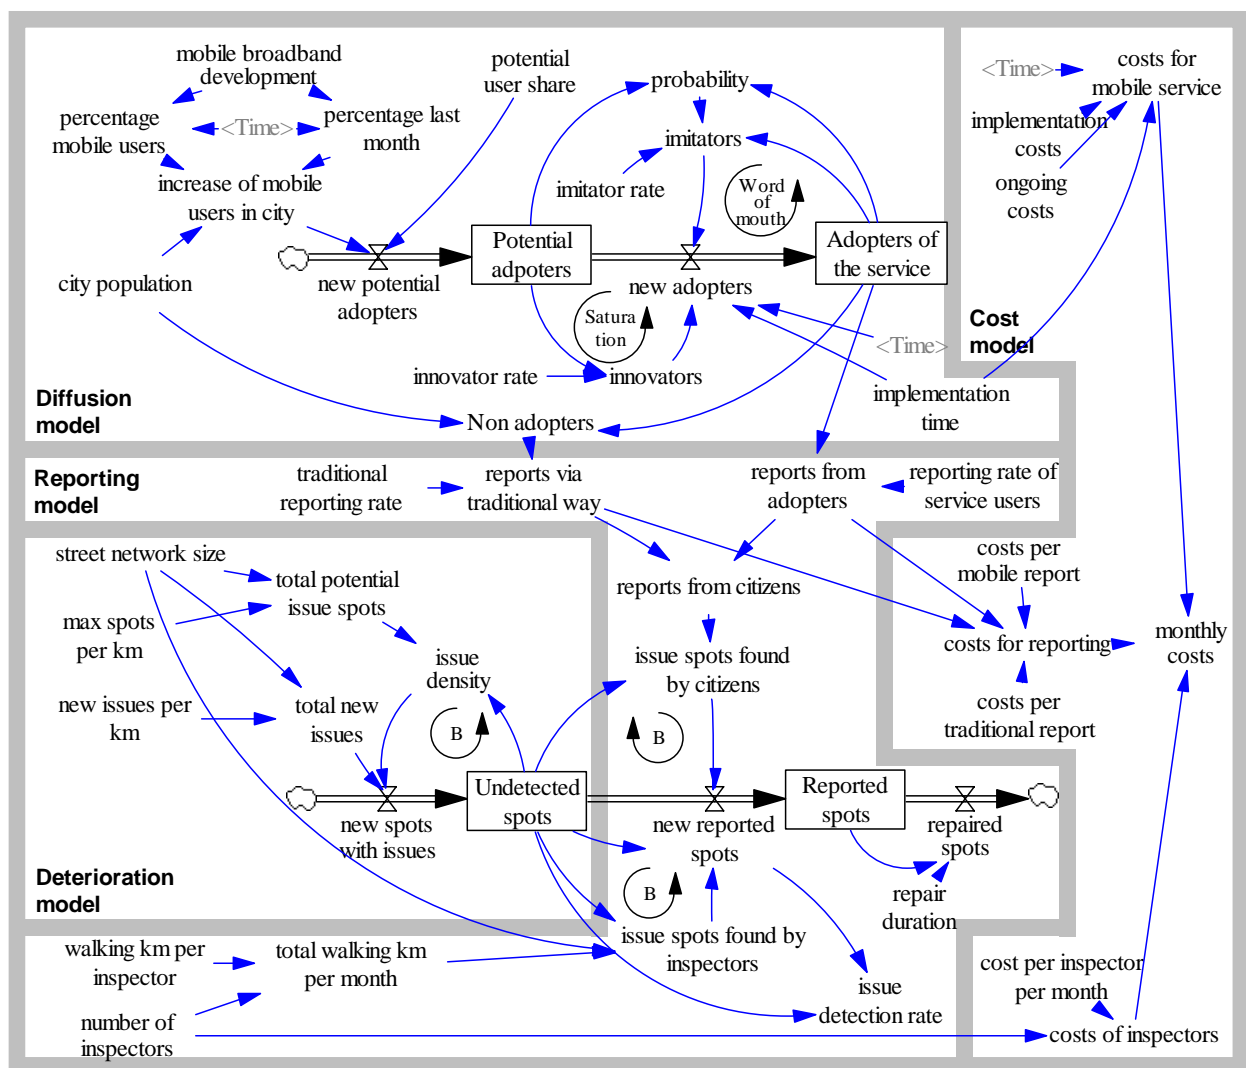 mobile broadband
development
potential
user share
probability
<Time>
costs for
mobile service
percentage
mobile users
<Time>
percentage last
month
imitators
implementation
costs
increase of mobile
users in city
imitator rate
Word
of
mouth
ongoing
costs
Potential
adpoters
Adopters of
the service
city population
new potential
adopters
new adopters
Satura
tion
Cost
model
<Time>
innovator rate
innovators
implementation
time
Diffusion
model
Non adopters
Reporting
model
traditional
reporting rate
reports via
traditional way
reports from
adopters
reporting rate of
service users
street network size
total potential
issue spots
reports from citizens
costs per
mobile report
max spots
per km
issue
density
issue spots found
by citizens
costs for reporting
monthly
costs
new issues per
km
total new
issues
B
B
costs per
traditional report
Undetected
spots
Reported
spots
new spots
with issues
new reported
spots
repaired
spots
Deterioration
model
B
repair
duration
walking km per
inspector
total walking km
per month
issue spots found by
inspectors
issue
detection rate
cost per inspector
per month
number of
inspectors
costs of inspectors